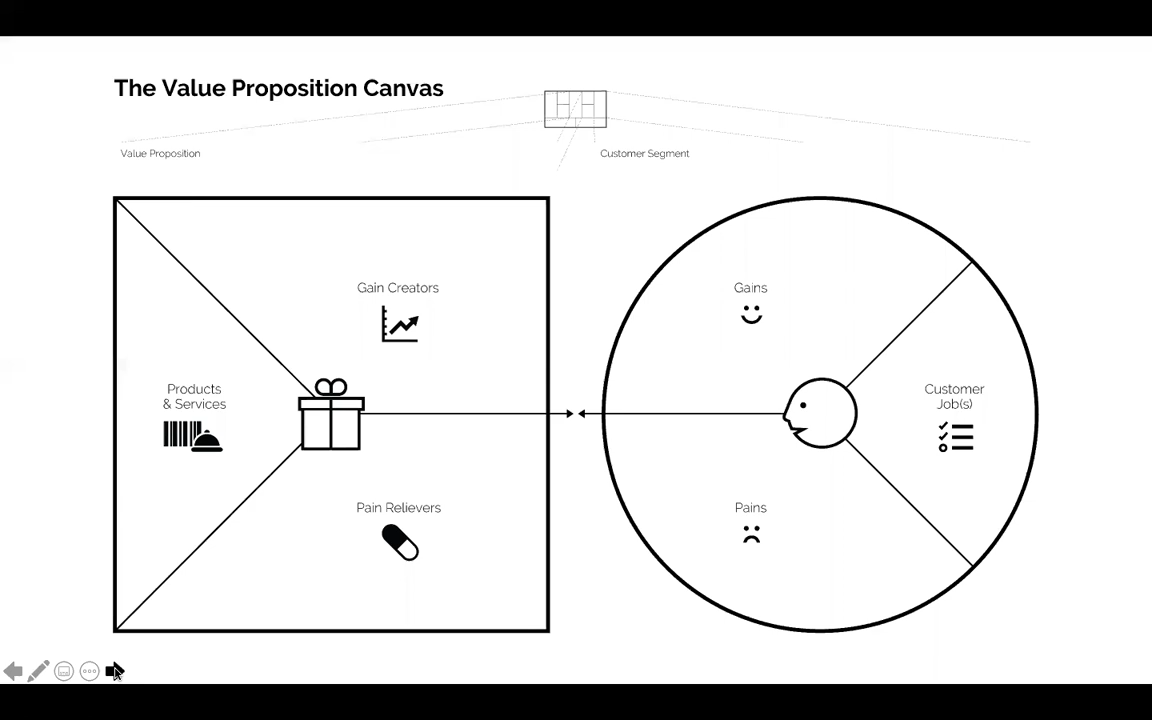 The Value Proposition Canvas
Value Proposition
Customer Segment
Gain Creators
Products
& Services
Pain Relievers
Gains
Customer
Job(s)
Pains